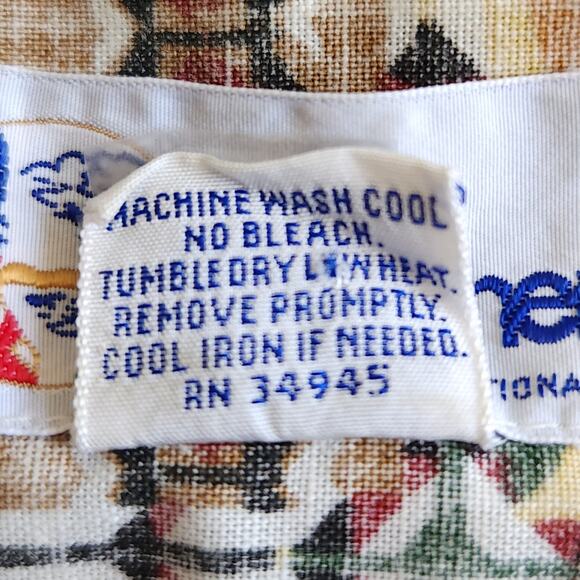 MACHINE WASH COOL
NO BLEACH.
TUMBLE DRY LOW HEAT.
REMOVE PROMPTLY.
COOL IRON IF NEEDED.
RN 34945